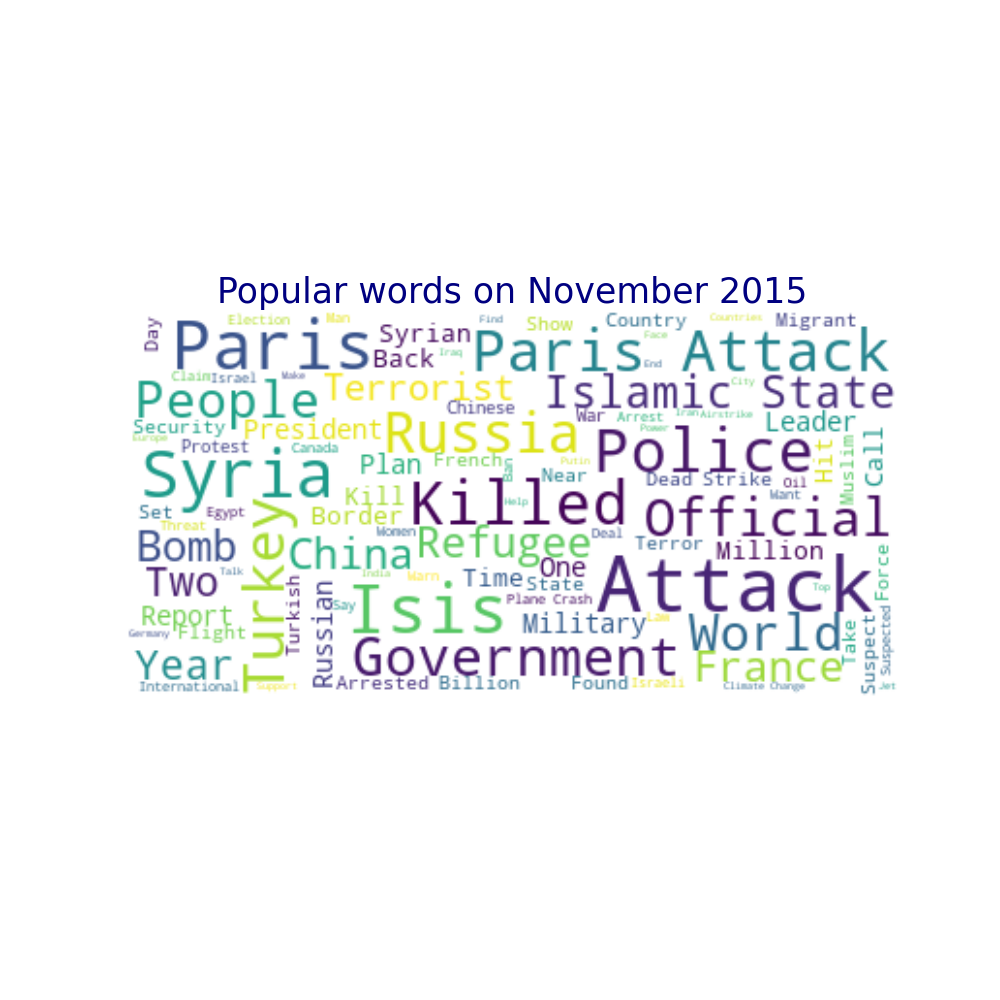 Popular words on November 2015
Day
Paris
Election
Man
Syrian
Back
Iraq
Find
Show
Country
Face
Countries
Migrant
Paris Attack
End
Claim
Israel
Make
Terrorist
People
Security
Europe
Protest
President
Canada
Chinese
Russia
Islamic State
City
War
Arrest
Iran
Airstrike
Power
Leader
Police
Hit
Muslim
Call
Syria
Plan
French
Ban
Near
Putin
Dead Strike
Oil
Want
Kill
Killed
Help
Official
Set
Egypt
Threat
Border
Turkey
Bomb
China
Women
Refugee
Deal
Terror
Million
Two
Talk
Turkish
Russian
India
Warn
Time
One
State
Attack
Top
Force
Say
Isis
Plane Crash
Report
Flight
Germany
Military
Lam
World
Take
Suspect
Suspected
Year
Government
France
International
Support
Arrested
Billion
Found
Israeli
Climate Change
Jet